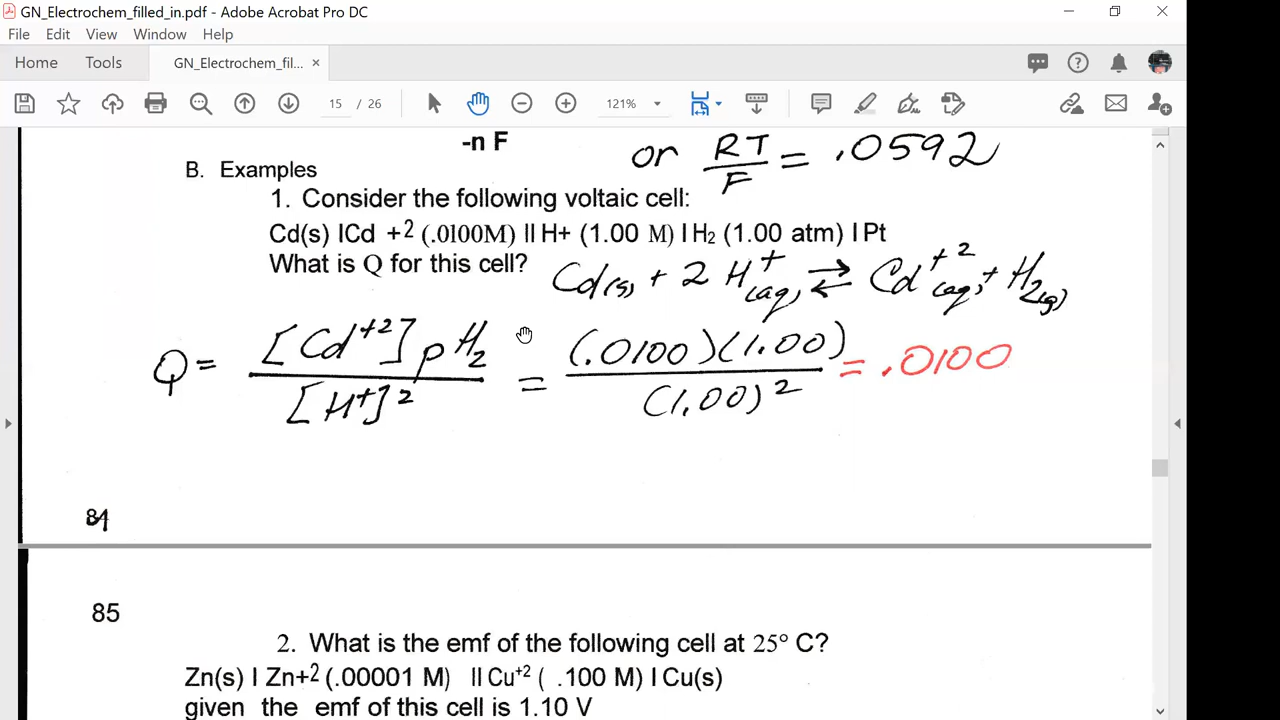 GN_Electrochem_filled_in.pdf - Adobe Acrobat Pro DC
File Edit View Window Help
Home Tools GN_Electrochem_fil... ×
15 / 26 121%
-n F
or RT/F = .0592
B. Examples
1. Consider the following voltaic cell:
Cd(s) |Cd +2 (.0100M) || H+ (1.00 M) | H2 (1.00 atm) | Pt
What is Q for this cell?
Cd(s) + 2 H+(aq) ⇌ Cd+2(aq) + H2(g)
Q = [Cd+2] pH2 / [H+]2 = (.0100)(1.00) / (1.00)2 = .0100
84
85
2. What is the emf of the following cell at 25° C?
Zn(s) | Zn+2 (.00001 M) || Cu+2 ( .100 M) | Cu(s)
given the emf of this cell is 1.10 V